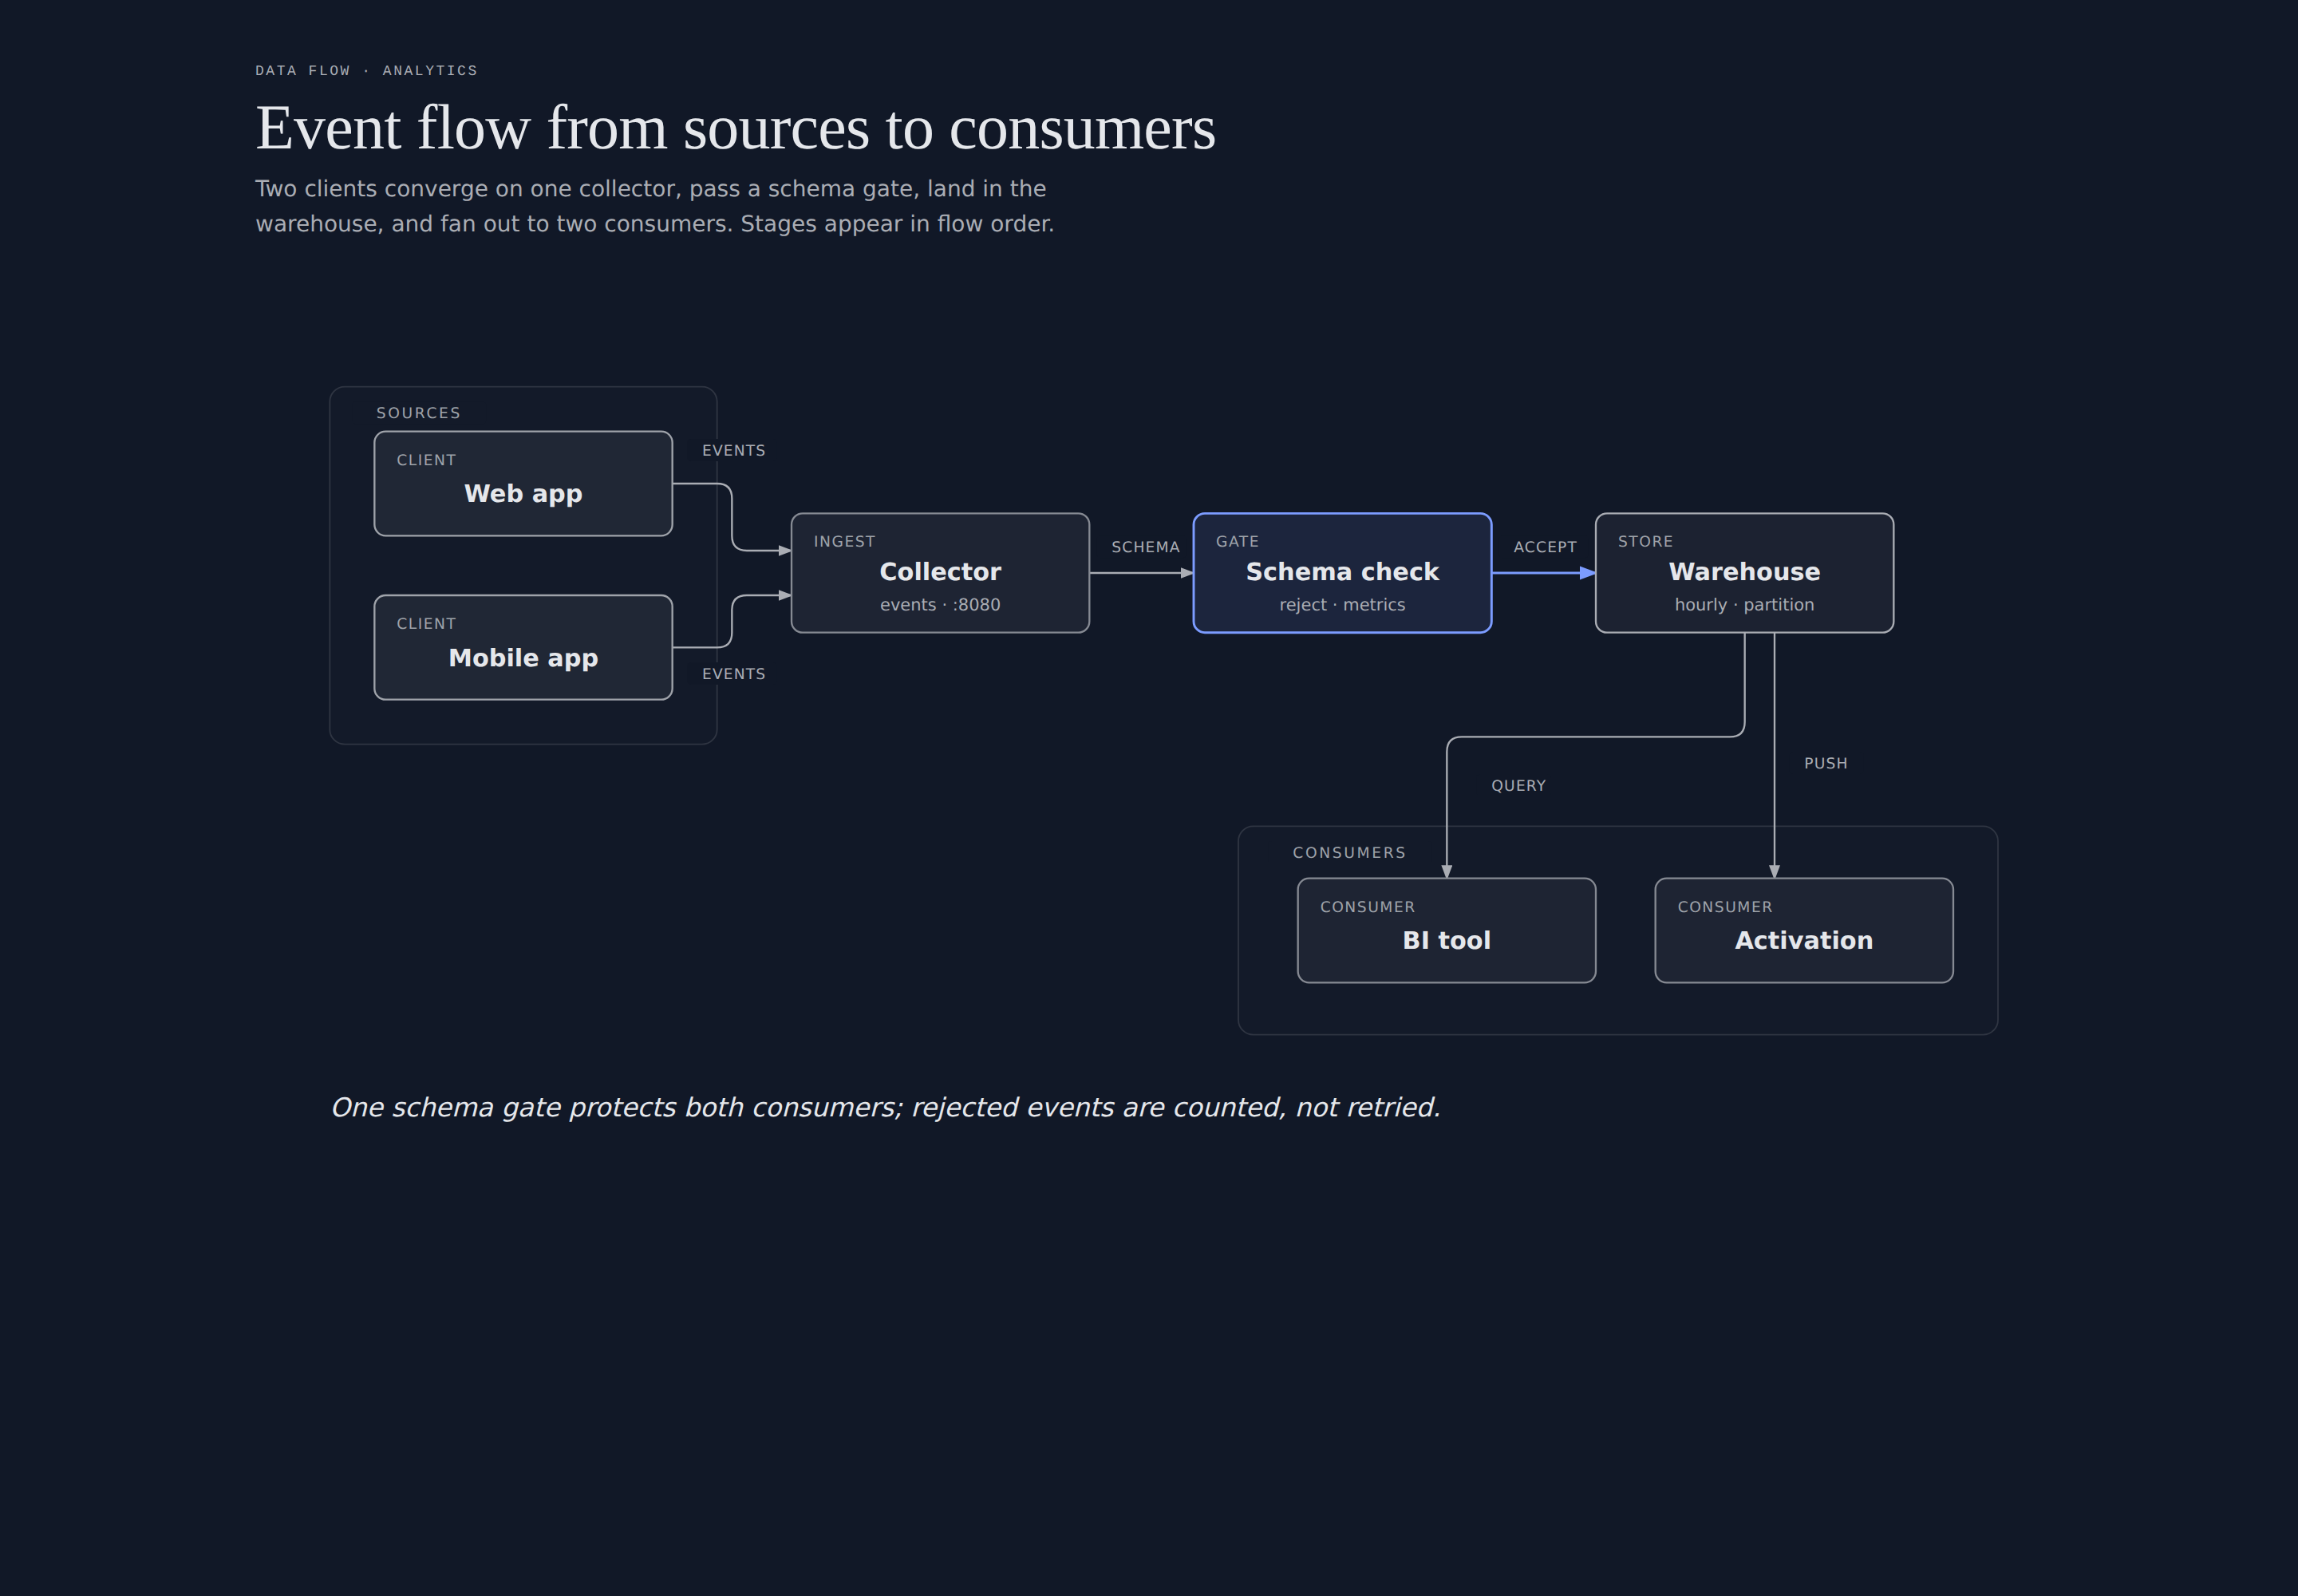 DATA FLOW · ANALYTICS
Event flow from sources to consumers
Two clients converge on one collector, pass a schema gate, land in the
warehouse, and fan out to two consumers. Stages appear in flow order.
SOURCES
CLIENT
Web app
EVENTS
CLIENT
Mobile app
EVENTS
INGEST
Collector
events · :8080
SCHEMA
GATE
Schema check
reject · metrics
ACCEPT
STORE
Warehouse
hourly · partition
QUERY
PUSH
CONSUMERS
CONSUMER
BI tool
CONSUMER
Activation
One schema gate protects both consumers; rejected events are counted, not retried.